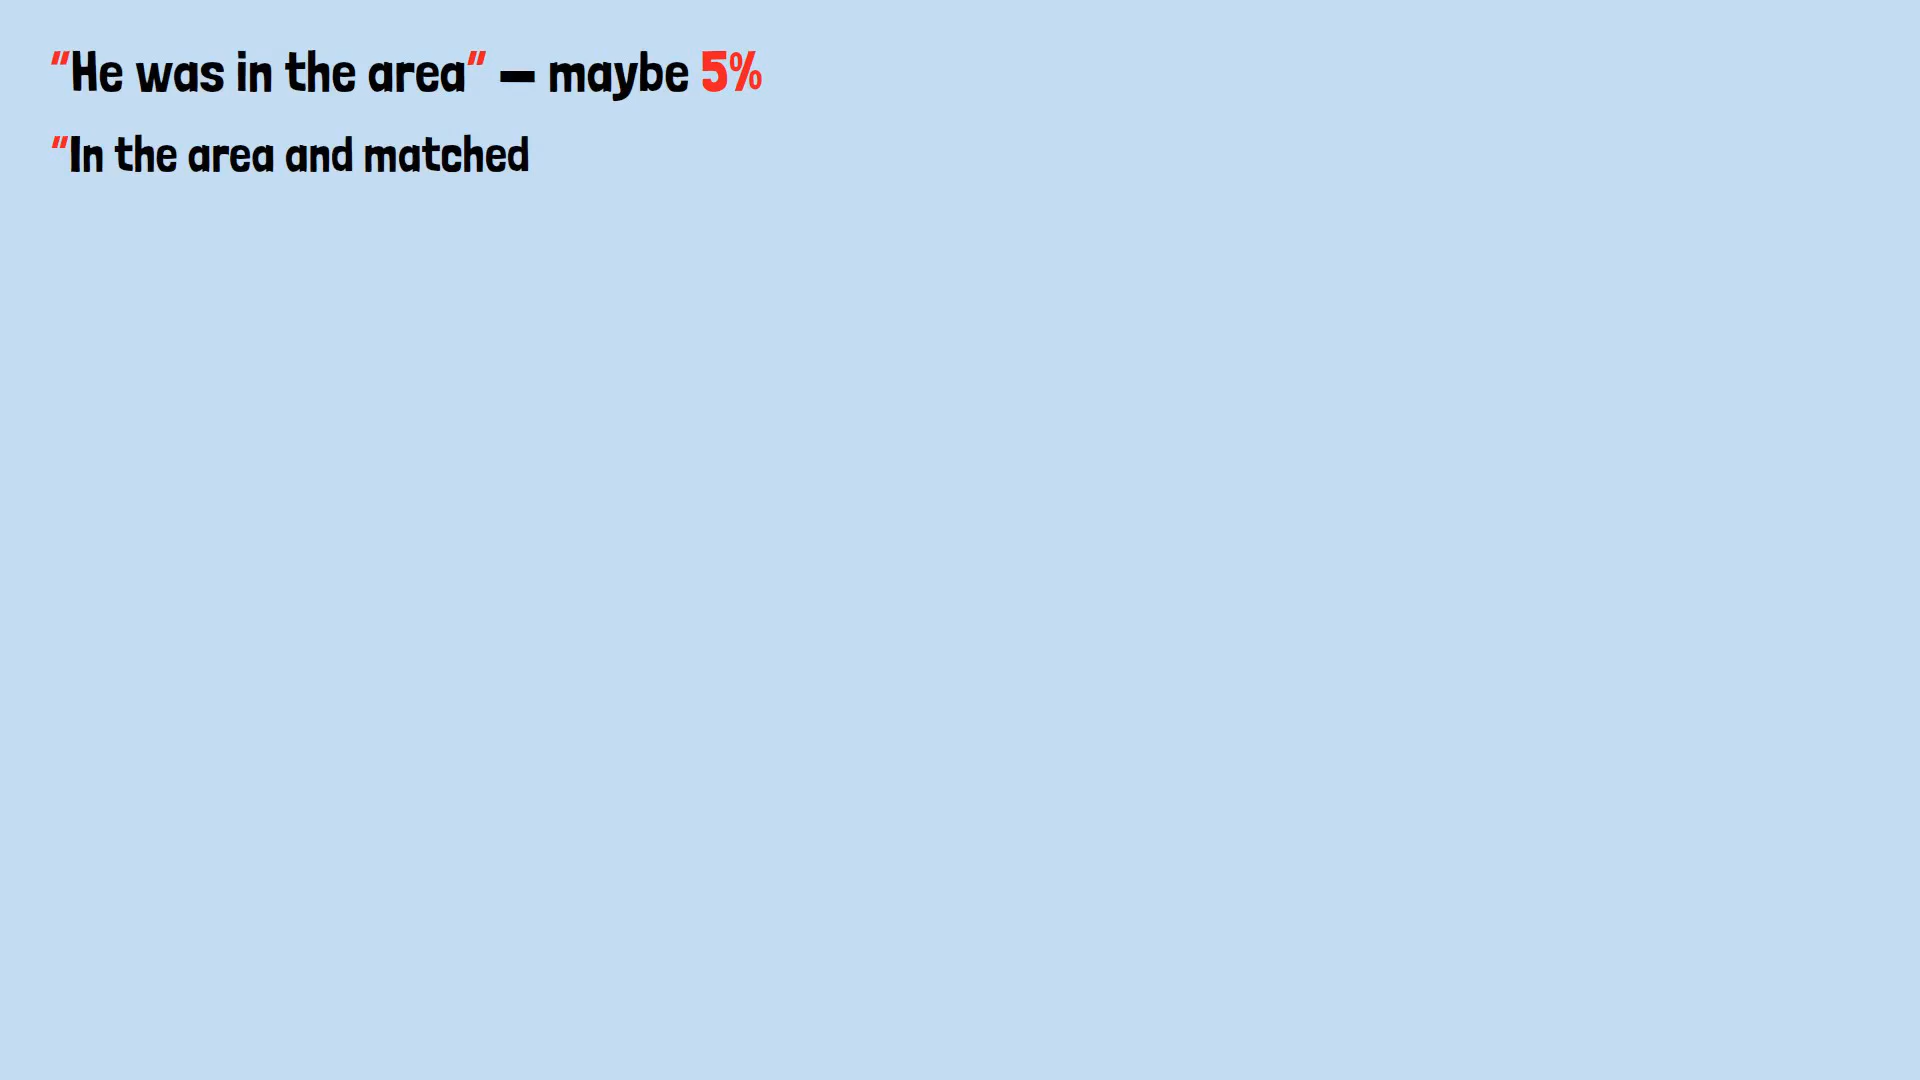 "He was in the area" — maybe 5%
"In the area and matched